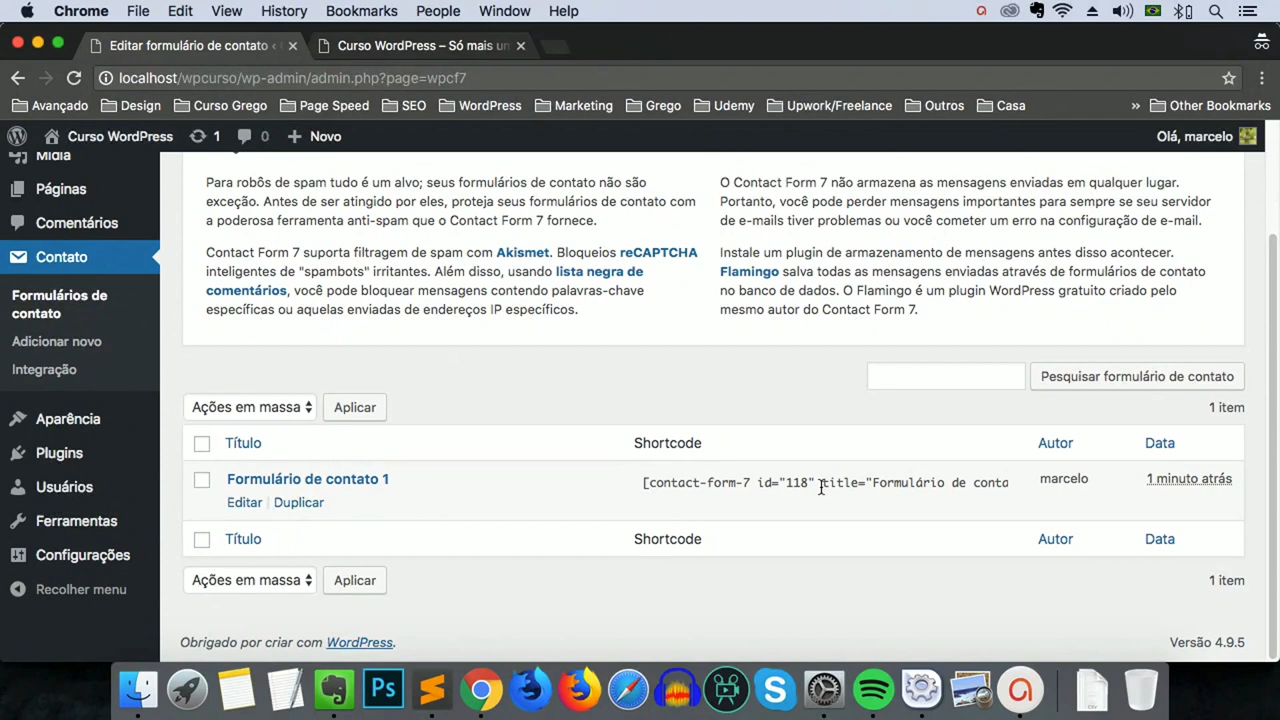 Chrome File Edit View History Bookmarks People Window Help
Editar formulário de contato ‹ Curso WordPress – Só mais un
localhost/wpcurso/wp-admin/admin.php?page=wpcf7
Avançado Design Curso Grego Page Speed SEO WordPress Marketing Grego Udemy Upwork/Freelance Outros Casa » Other Bookmarks
Curso WordPress 1 0 Novo Olá, marcelo
Mídia
Páginas
Comentários
Contato
Formulários de
contato
Adicionar novo
Integração
Aparência
Plugins
Usuários
Ferramentas
Configurações
Recolher menu
Para robôs de spam tudo é um alvo; seus formulários de contato não são
exceção. Antes de ser atingido por eles, proteja seus formulários de contato com
a poderosa ferramenta anti-spam que o Contact Form 7 fornece.
Contact Form 7 suporta filtragem de spam com Akismet. Bloqueios reCAPTCHA
inteligentes de "spambots" irritantes. Além disso, usando lista negra de
comentários, você pode bloquear mensagens contendo palavras-chave
específicas ou aquelas enviadas de endereços IP específicos.
O Contact Form 7 não armazena as mensagens enviadas em qualquer lugar.
Portanto, você pode perder mensagens importantes para sempre se seu servidor
de e-mails tiver problemas ou você cometer um erro na configuração de e-mail.
Instale um plugin de armazenamento de mensagens antes disso acontecer.
Flamingo salva todas as mensagens enviadas através de formulários de contato
no banco de dados. O Flamingo é um plugin WordPress gratuito criado pelo
mesmo autor do Contact Form 7.
Pesquisar formulário de contato
Ações em massa Aplicar 1 item
Título Shortcode Autor Data
Formulário de contato 1 [contact-form-7 id="118" title="Formulário de conta marcelo 1 minuto atrás
Editar | Duplicar
Título Shortcode Autor Data
Ações em massa Aplicar 1 item
Obrigado por criar com WordPress. Versão 4.9.5
Ps
CSV